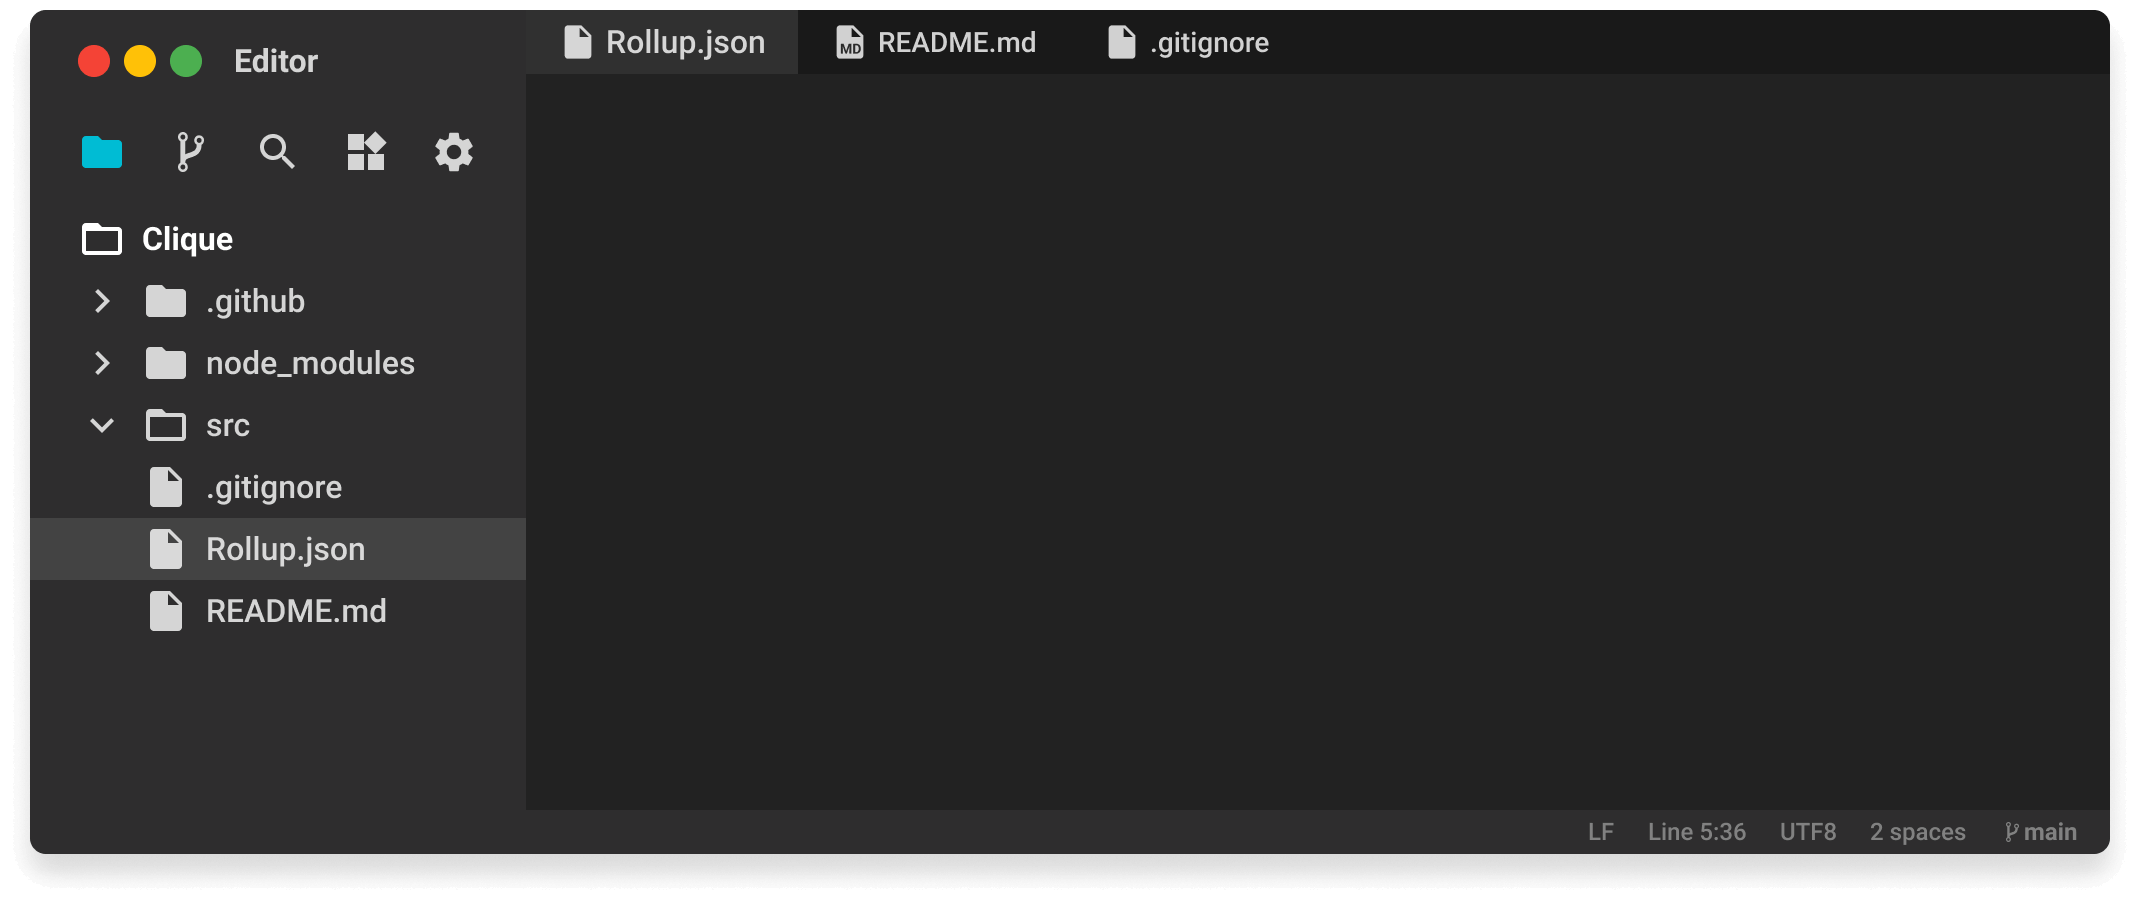 Editor
Rollup.json
MD README.md
.gitignore
Clique
.github
node_modules
src
.gitignore
Rollup.json
README.md
LF Line 5:36 UTF8 2 spaces main